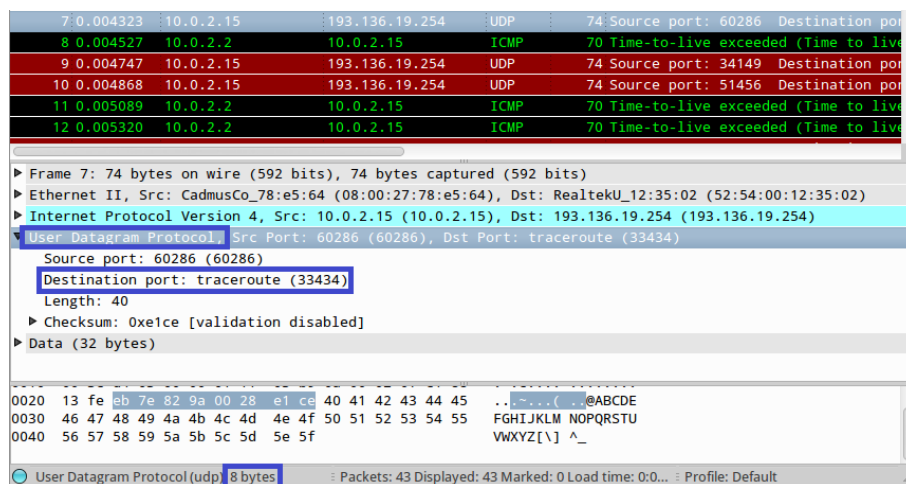 7 0.004323 10.0.2.15 193.136.19.254 UDP 74 Source port: 60286 Destination por
8 0.004527 10.0.2.2 10.0.2.15 ICMP 70 Time-to-live exceeded (Time to live
9 0.004747 10.0.2.15 193.136.19.254 UDP 74 Source port: 34149 Destination por
10 0.004868 10.0.2.15 193.136.19.254 UDP 74 Source port: 51456 Destination por
11 0.005089 10.0.2.2 10.0.2.15 ICMP 70 Time-to-live exceeded (Time to live
12 0.005320 10.0.2.2 10.0.2.15 ICMP 70 Time-to-live exceeded (Time to live
Frame 7: 74 bytes on wire (592 bits), 74 bytes captured (592 bits)
Ethernet II, Src: CadmusCo_78:e5:64 (08:00:27:78:e5:64), Dst: RealtekU_12:35:02 (52:54:00:12:35:02)
Internet Protocol Version 4, Src: 10.0.2.15 (10.0.2.15), Dst: 193.136.19.254 (193.136.19.254)
User Datagram Protocol, Src Port: 60286 (60286), Dst Port: traceroute (33434)
Source port: 60286 (60286)
Destination port: traceroute (33434)
Length: 40
Checksum: 0xe1ce [validation disabled]
Data (32 bytes)
0020 13 fe eb 7e 82 9a 00 28 e1 ce 40 41 42 43 44 45 ...~...( ..@ABCDE
0030 46 47 48 49 4a 4b 4c 4d 4e 4f 50 51 52 53 54 55 FGHIJKLM NOPQRSTU
0040 56 57 58 59 5a 5b 5c 5d 5e 5f VWXYZ[\] ^_
User Datagram Protocol (udp) 8 bytes Packets: 43 Displayed: 43 Marked: 0 Load time: 0:0... Profile: Default